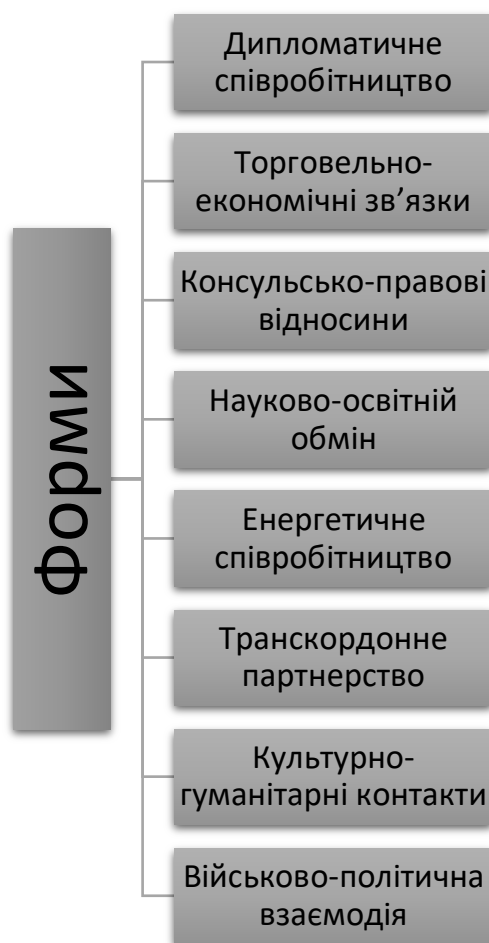 Форми
Дипломатичне
співробітництво
Торговельно-
економічні зв’язки
Консульсько-правові
відносини
Науково-освітній
обмін
Енергетичне
співробітництво
Транскордонне
партнерство
Культурно-
гуманітарні контакти
Військово-політична
взаємодія